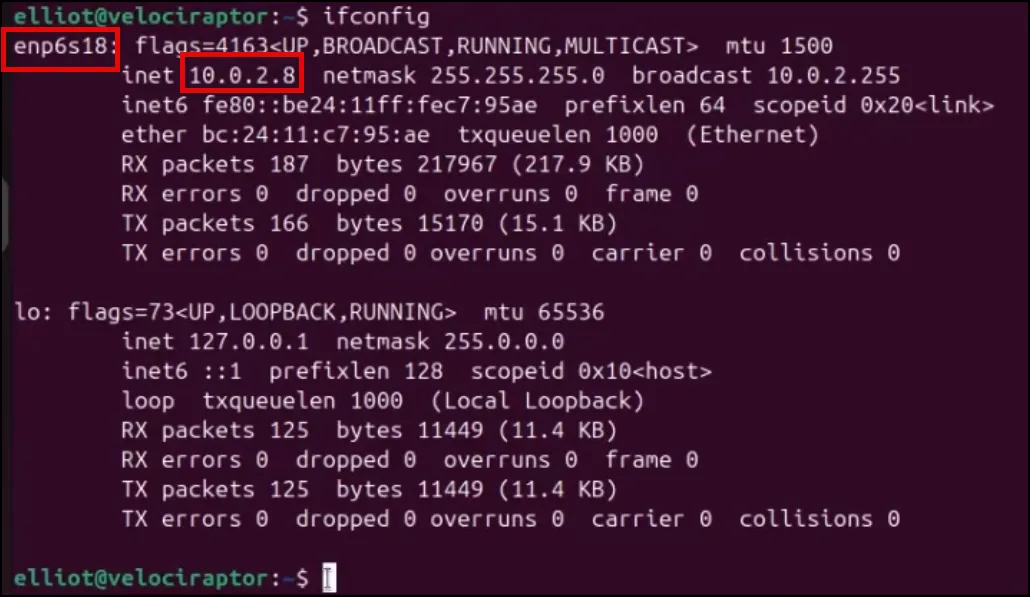 elliot@velociraptor:~$ ifconfig
enp6s18: flags=4163<UP,BROADCAST,RUNNING,MULTICAST>  mtu 1500
        inet 10.0.2.8  netmask 255.255.255.0  broadcast 10.0.2.255
        inet6 fe80::be24:11ff:fec7:95ae  prefixlen 64  scopeid 0x20<link>
        ether bc:24:11:c7:95:ae  txqueuelen 1000  (Ethernet)
        RX packets 187  bytes 217967 (217.9 KB)
        RX errors 0  dropped 0  overruns 0  frame 0
        TX packets 166  bytes 15170 (15.1 KB)
        TX errors 0  dropped 0 overruns 0  carrier 0  collisions 0
lo: flags=73<UP,LOOPBACK,RUNNING>  mtu 65536
        inet 127.0.0.1  netmask 255.0.0.0
        inet6 ::1  prefixlen 128  scopeid 0x10<host>
        loop  txqueuelen 1000  (Local Loopback)
        RX packets 125  bytes 11449 (11.4 KB)
        RX errors 0  dropped 0  overruns 0  frame 0
        TX packets 125  bytes 11449 (11.4 KB)
        TX errors 0  dropped 0 overruns 0  carrier 0  collisions 0
elliot@velociraptor:~$